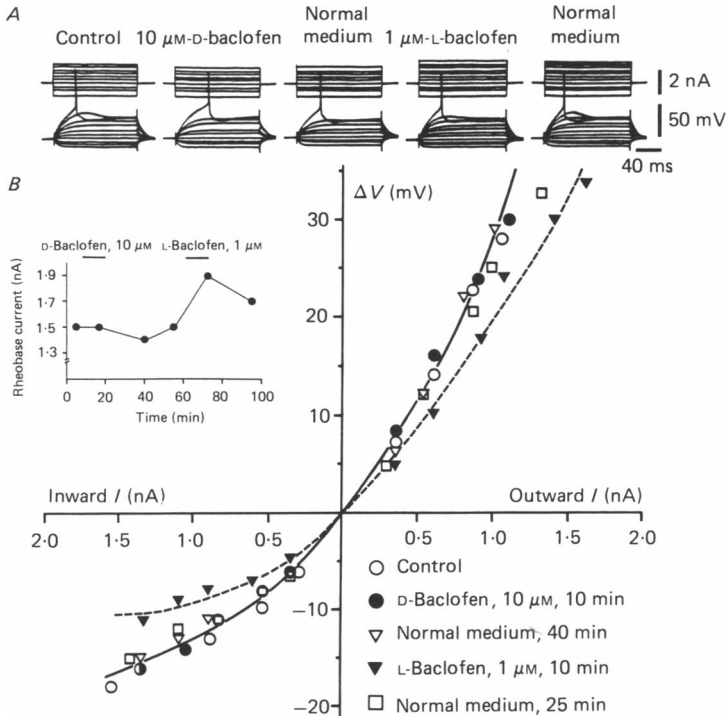 A
Control 10 μM-D-baclofen Normal medium 1 μM-L-baclofen Normal medium
2 nA
50 mV
40 ms
B
ΔV (mV)
30
20
10
D-Baclofen, 10 μM L-Baclofen, 1 μM
Rheobase current (nA)
1·9
1·7
1·5
1·3
0 20 40 60 80 100
Time (min)
Inward I (nA) Outward I (nA)
2·0 1·0 0·5 0·5 1·0 2·0
−10
−20
Control
D-Baclofen, 10 μM, 10 min
Normal medium, 40 min
L-Baclofen, 1 μM, 10 min
Normal medium, 25 min